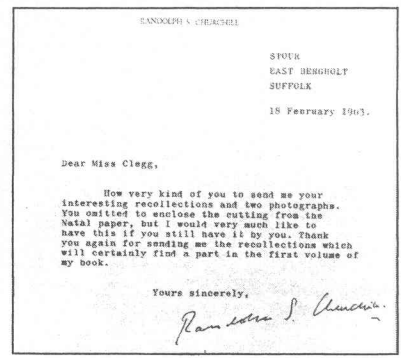 RANDOLPH S. CHURCHILL
STOUR
EAST BERGHOLT
SUFFOLK
18 February 1963.
Dear Miss Clegg,
How very kind of you to send me your
interesting recollections and two photographs.
You omitted to enclose the cutting from the
Natal paper, but I would very much like to
have this if you still have it by you. Thank
you again for sending me the recollections which
will certainly find a part in the first volume of
my book.
Yours sincerely,
Randolph S. Churchill.